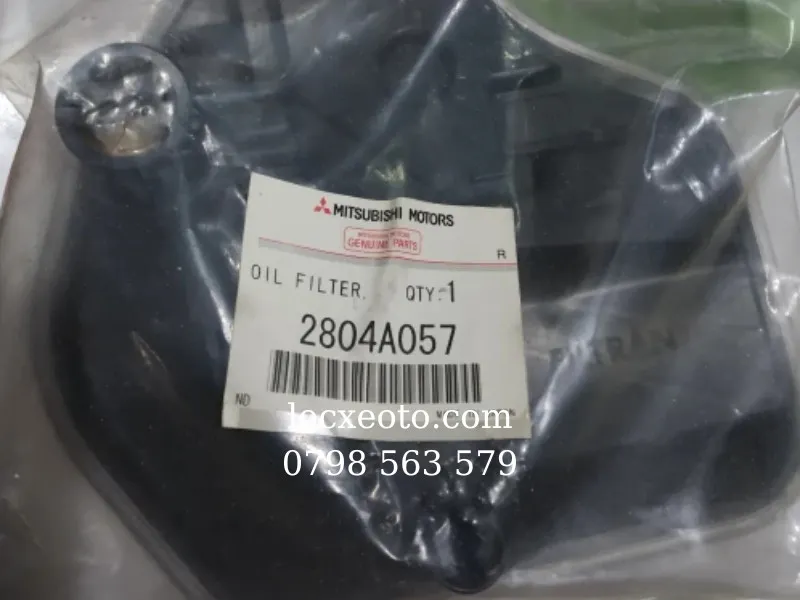 MITSUBISHI MOTORS
GENUINE PARTS
R
OIL FILTER, QTY:1
2804A057
ND
locxeoto.com
0798 563 579